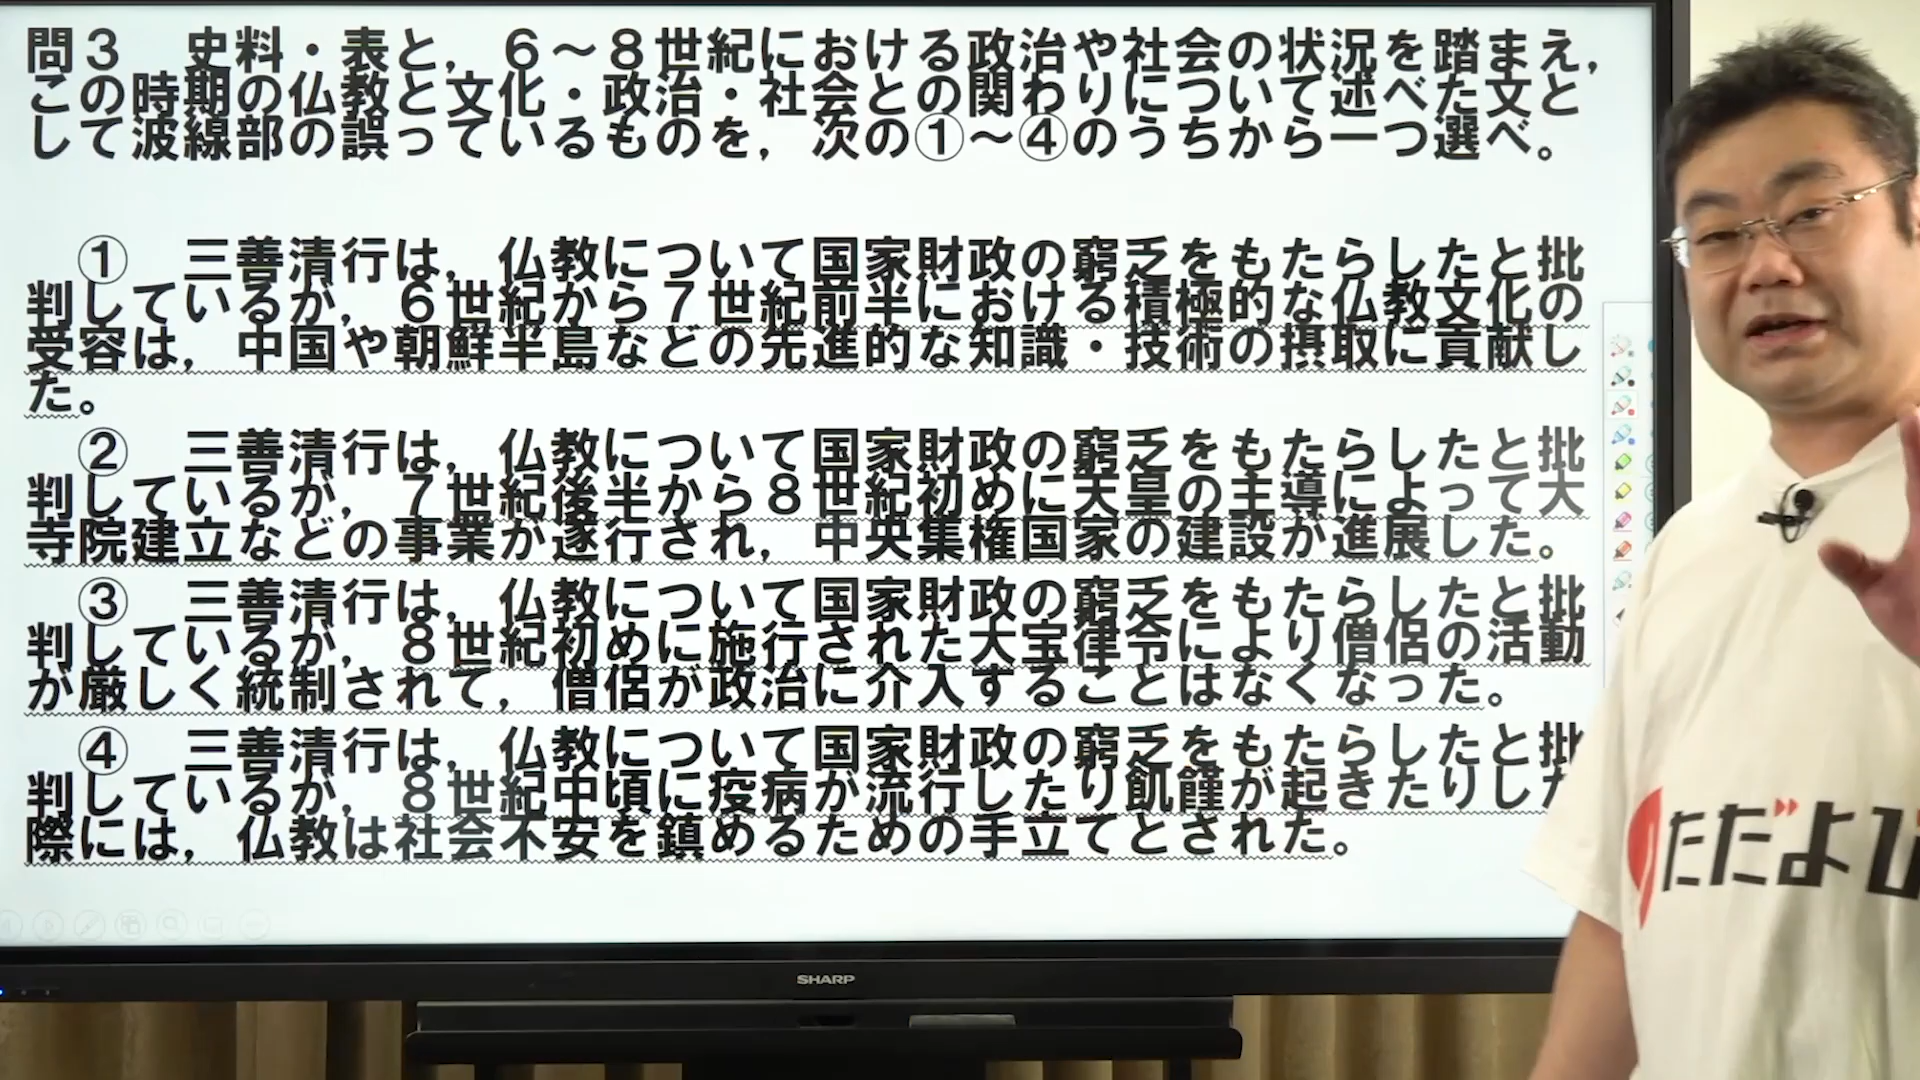 問３　史料・表と，６～８世紀における政治や社会の状況を踏まえ，
この時期の仏教と文化・政治・社会との関わりについて述べた文と
して波線部の誤っているものを，次の①～④のうちから一つ選べ。
①　三善清行は，仏教について国家財政の窮乏をもたらしたと批
判しているが，６世紀から７世紀前半における積極的な仏教文化の
受容は，中国や朝鮮半島などの先進的な知識・技術の摂取に貢献し
た。
②　三善清行は，仏教について国家財政の窮乏をもたらしたと批
判しているが，７世紀後半から８世紀初めに天皇の主導によって大
寺院建立などの事業が遂行され，中央集権国家の建設が進展した。
③　三善清行は，仏教について国家財政の窮乏をもたらしたと批
判しているが，８世紀初めに施行された大宝律令により僧侶の活動
が厳しく統制されて，僧侶が政治に介入することはなくなった。
④　三善清行は，仏教について国家財政の窮乏をもたらしたと批
判しているが，８世紀中頃に疫病が流行したり飢饉が起きたりした
際には，仏教は社会不安を鎮めるための手立てとされた。
ただよび
SHARP